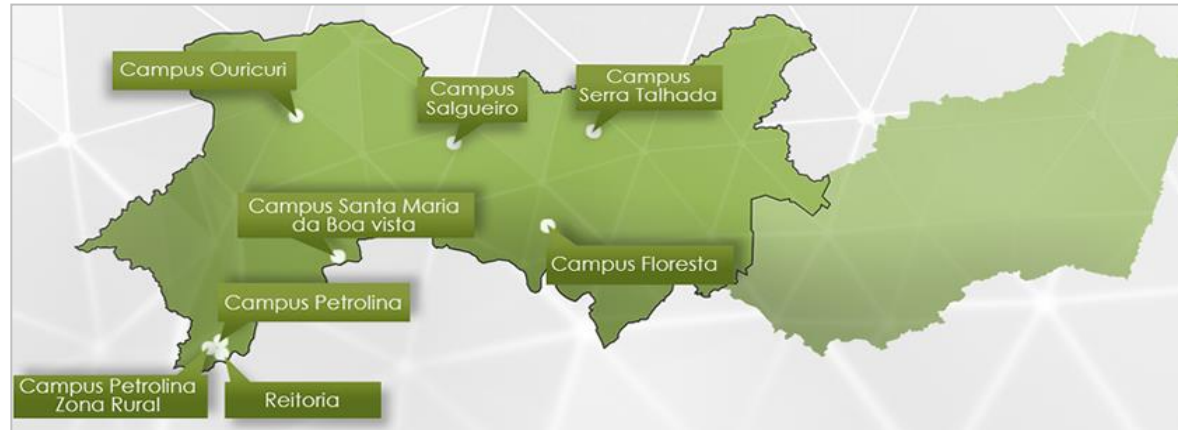 Campus Ouricuri
Campus
Salgueiro
Campus
Serra Talhada
Campus Santa Maria
da Boa vista
Campus Floresta
Campus Petrolina
Campus Petrolina
Zona Rural
Reitoria